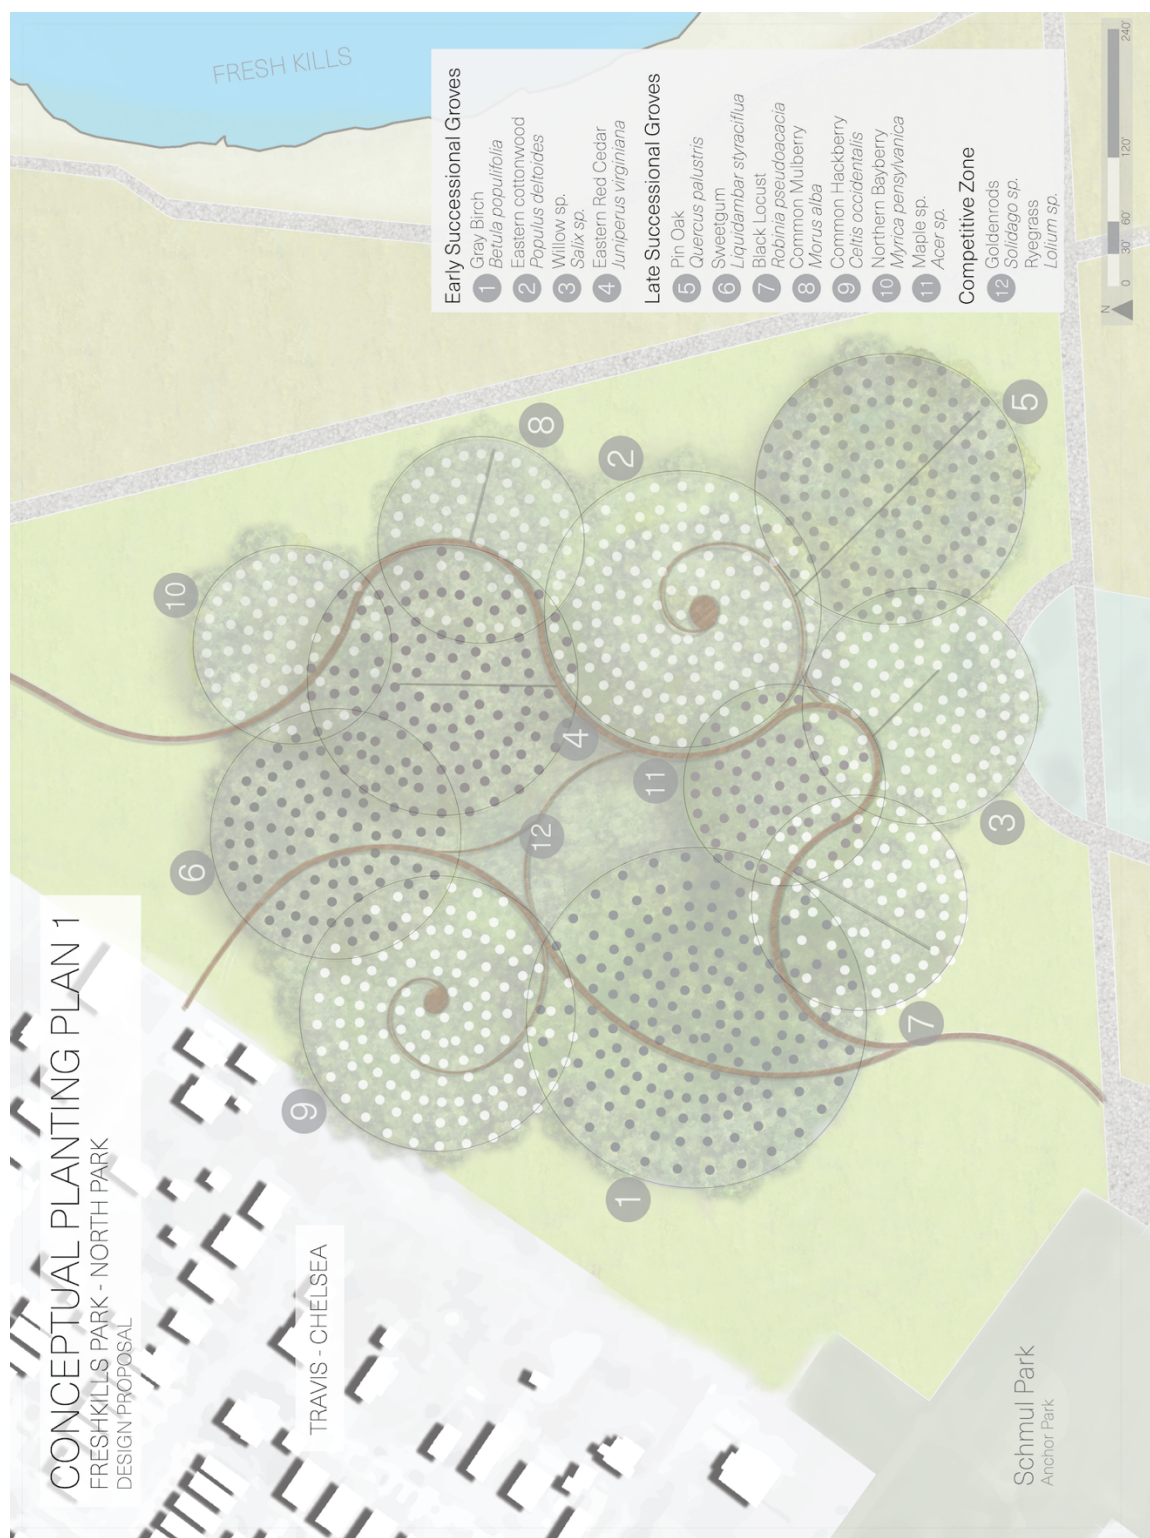 CONCEPTUAL PLANTING PLAN 1
FRESHKILLS PARK - NORTH PARK
DESIGN PROPOSAL
TRAVIS - CHELSEA
FRESH KILLS
Early Successional Groves
1 Gray Birch
Betula populifolia
2 Eastern cottonwood
Populus deltoides
3 Willow sp.
Salix sp.
4 Eastern Red Cedar
Juniperus virginiana
Late Successional Groves
5 Pin Oak
Quercus palustris
6 Sweetgum
Liquidambar styraciflua
7 Black Locust
Robinia pseudoacacia
8 Common Mulberry
Morus alba
9 Common Hackberry
Celtis occidentalis
10 Northern Bayberry
Myrica pensylvanica
11 Maple sp.
Acer sp.
Competitive Zone
12 Goldenrods
Solidago sp.
Ryegrass
Lolium sp.
N
0 30' 60' 120' 240'
10
6
9
8
4
12
2
11
1
5
3
7
Schmul Park
Anchor Park